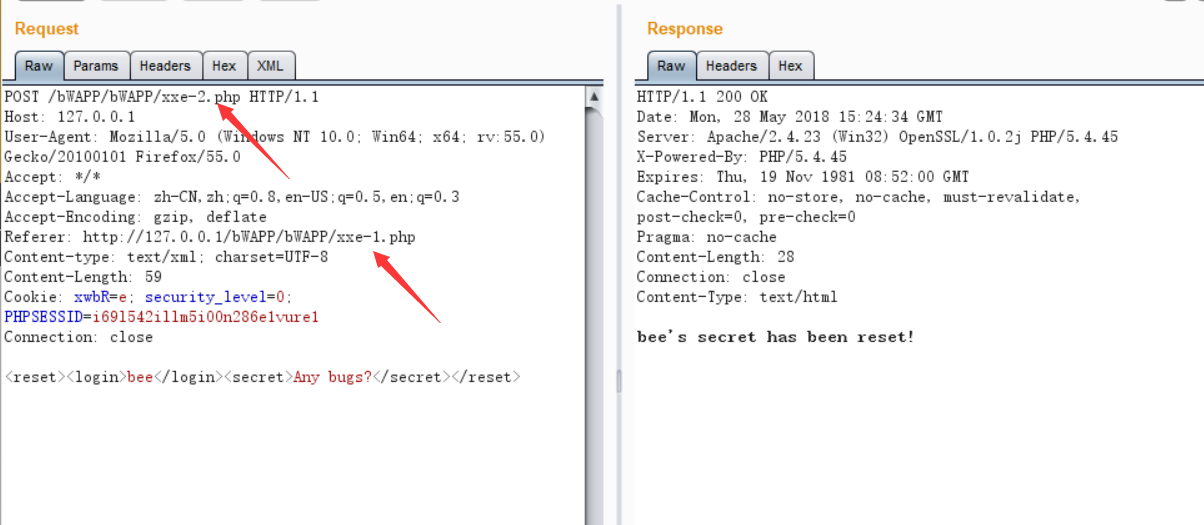 Request
Raw Params Headers Hex XML
POST /bWAPP/bWAPP/xxe-2.php HTTP/1.1
Host: 127.0.0.1
User-Agent: Mozilla/5.0 (Windows NT 10.0; Win64; x64; rv:55.0)
Gecko/20100101 Firefox/55.0
Accept: */*
Accept-Language: zh-CN,zh;q=0.8,en-US;q=0.5,en;q=0.3
Accept-Encoding: gzip, deflate
Referer: http://127.0.0.1/bWAPP/bWAPP/xxe-1.php
Content-type: text/xml; charset=UTF-8
Content-Length: 59
Cookie: xwbR=e; security_level=0;
PHPSESSID=i69l542illm5i00n286e1vure1
Connection: close
<reset><login>bee</login><secret>Any bugs?</secret></reset>
Response
Raw Headers Hex
HTTP/1.1 200 OK
Date: Mon, 28 May 2018 15:24:34 GMT
Server: Apache/2.4.23 (Win32) OpenSSL/1.0.2j PHP/5.4.45
X-Powered-By: PHP/5.4.45
Expires: Thu, 19 Nov 1981 08:52:00 GMT
Cache-Control: no-store, no-cache, must-revalidate,
post-check=0, pre-check=0
Pragma: no-cache
Content-Length: 28
Connection: close
Content-Type: text/html
bee's secret has been reset!